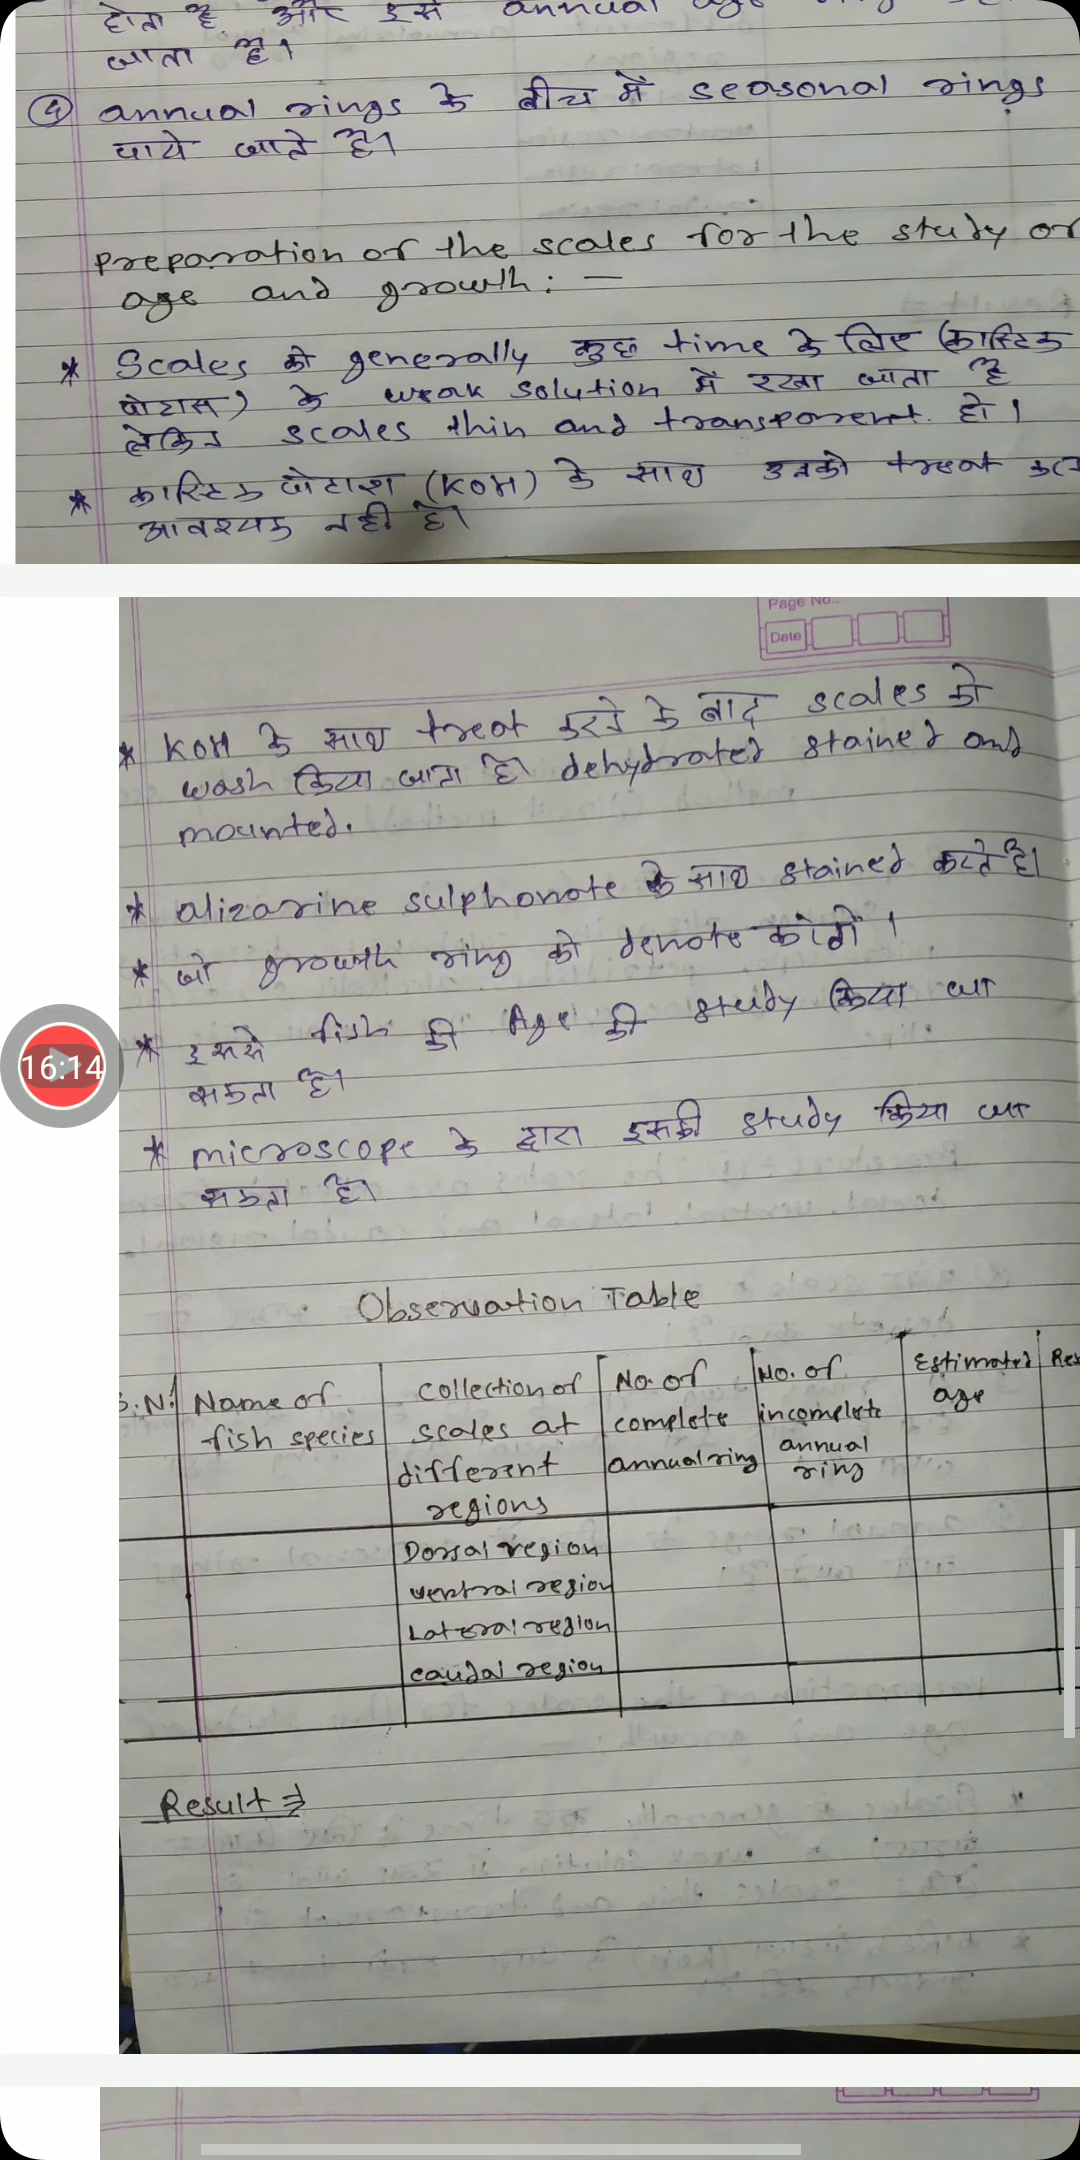 होता है और इसे annual
जाता है।
④ annual rings के बीच में seasonal rings
पाये जाते है।
Preparation of the scales for the study of
age and growth: —
* Scales को generally कुछ time के लिए (कास्टिक
पोटास) के weak solution में रखा जाता है
लेकिन scales thin and transparent. हो।
* कास्टिक पोटाश (KOH) के साथ उनको treat
आवश्यक नही है।
Page No..
Date
* KOH के साथ treat करने के बाद scales को
wash किया जाता है। dehydrated stained and
mounted.
* alizarine sulphonate के साथ stained करते है।
* जो growth ring को denote करेगी।
* इससे fish की Age की study किया जा
सकता है।
16:14
* microscope के द्वारा इसकी study किया जा
सकता है।
Observation Table
S.N. Name of fish species
collection of scales at different regions
No. of complete annual ring
No. of incomplete annual ring
Estimated age
Res
Dorsal region
ventral region
Lateral region
caudal region
Result ⇒